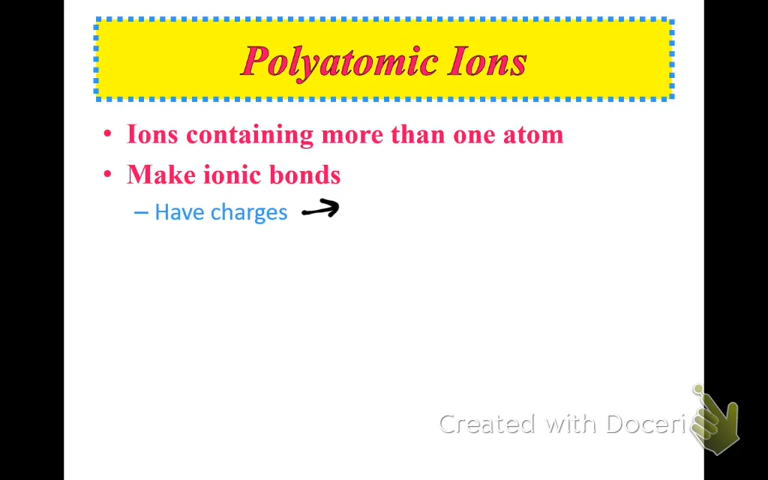 Polyatomic Ions
• Ions containing more than one atom
• Make ionic bonds
– Have charges →
Created with Doceri